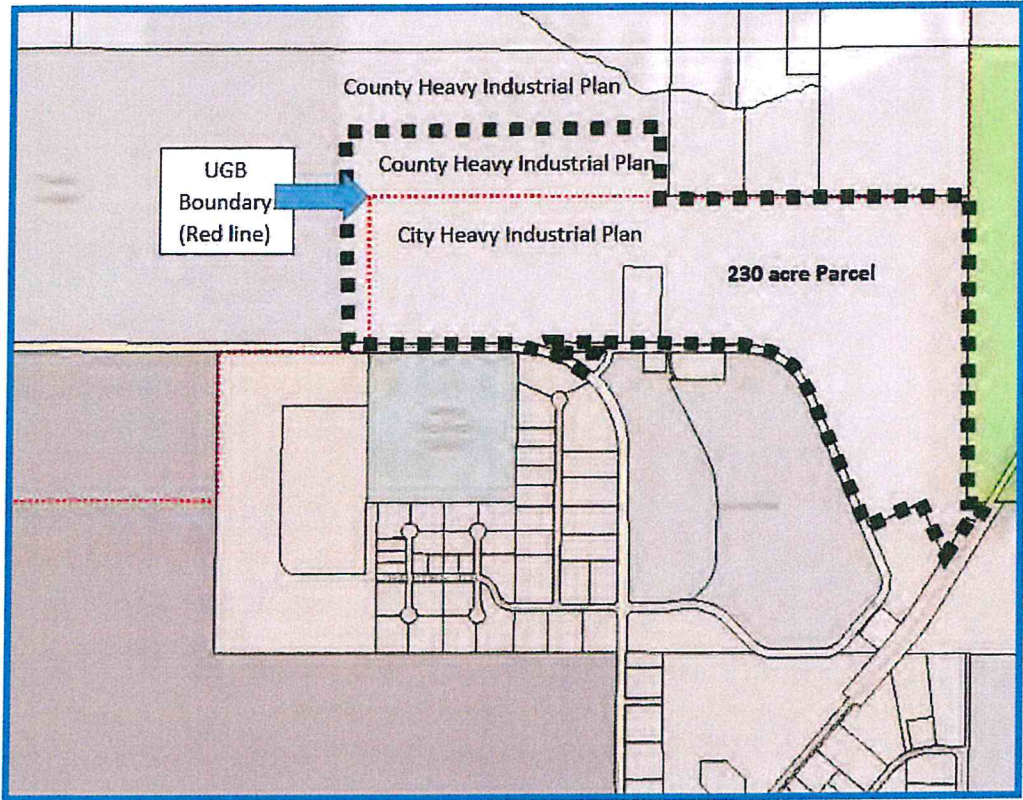 County Heavy Industrial Plan
County Heavy Industrial Plan
UGB
Boundary
(Red line)
City Heavy Industrial Plan
230 acre Parcel